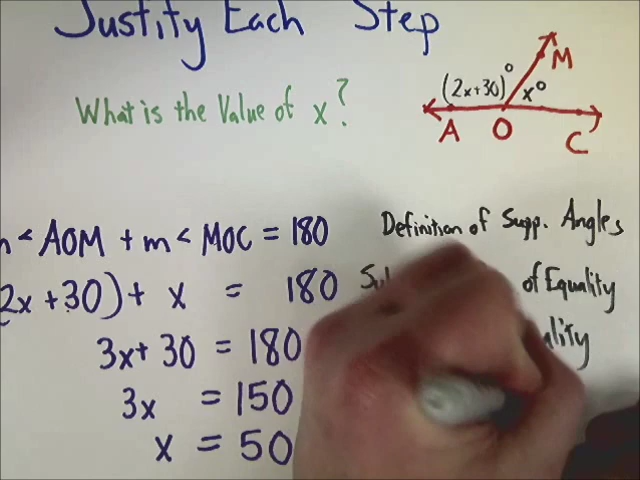 Justify Each Step
What is the Value of x?
(2x+30)° x°
M
A O C
m<AOM + m< MOC = 180 Definition of Supp. Angles
(2x +30) + x = 180 of Equality
3x+ 30 = 180
3x = 150
x = 50